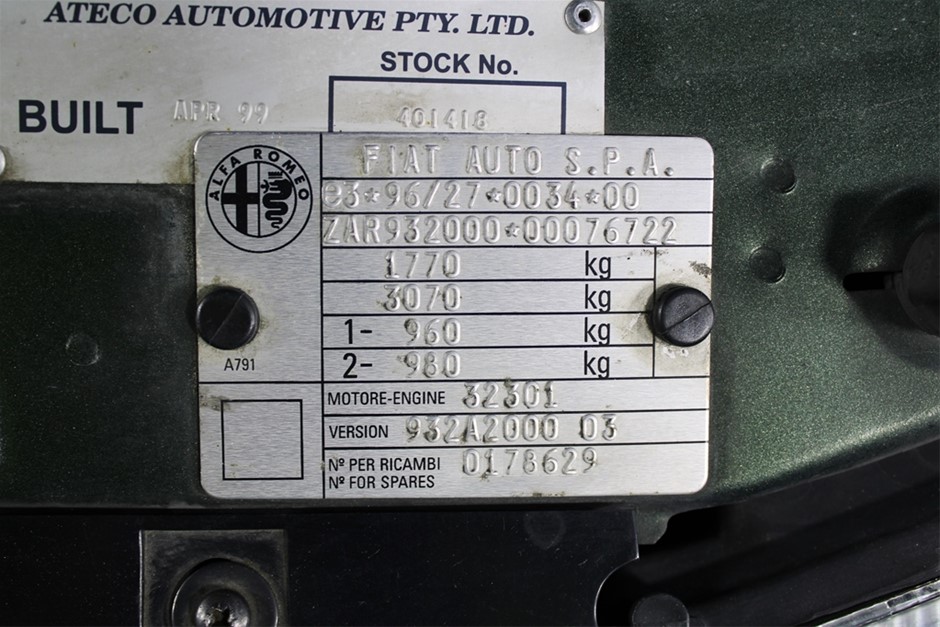 ATECO AUTOMOTIVE PTY. LTD.
STOCK No.
BUILT APR 99 401418
FIAT AUTO S.P.A.
ALFA ROMEO
e3*96/27*0034*00
ZAR932000*00076722
1770 kg
3070 kg
1- 960 kg
2- 980 kg
A791
MOTORE-ENGINE 32301
VERSION 932A2000 03
Nº PER RICAMBI 0178629
Nº FOR SPARES